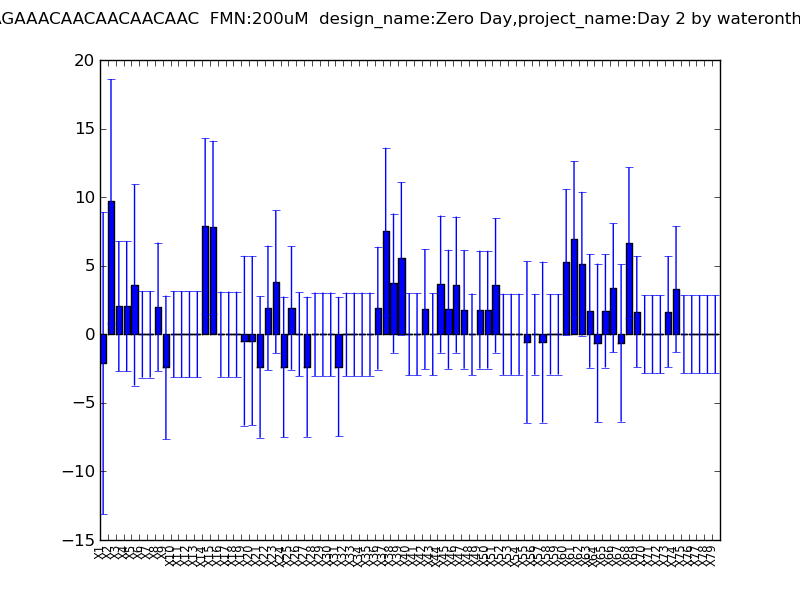 AGAAACAACAACAACAAC  FMN:200uM  design_name:Zero Day,project_name:Day 2 by wateronth
20
15
10
5
0
−5
−10
−15
X1
X2
X3
X4
X5
X6
X7
X8
X9
X10
X11
X12
X13
X14
X15
X16
X17
X18
X19
X20
X21
X22
X23
X24
X25
X26
X27
X28
X29
X30
X31
X32
X33
X34
X35
X36
X37
X38
X39
X40
X41
X42
X43
X44
X45
X46
X47
X48
X49
X50
X51
X52
X53
X54
X55
X56
X57
X58
X59
X60
X61
X62
X63
X64
X65
X66
X67
X68
X69
X70
X71
X72
X73
X74
X75
X76
X77
X78
X79